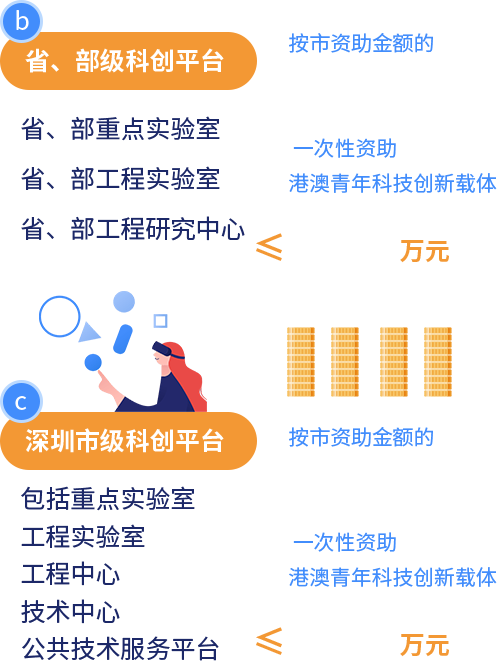 b
省、部级科创平台
按市资助金额的
省、部重点实验室
一次性资助
省、部工程实验室
港澳青年科技创新载体
省、部工程研究中心
≤ 万元
c
深圳市级科创平台
按市资助金额的
包括重点实验室
工程实验室
一次性资助
工程中心
港澳青年科技创新载体
技术中心
公共技术服务平台
≤ 万元